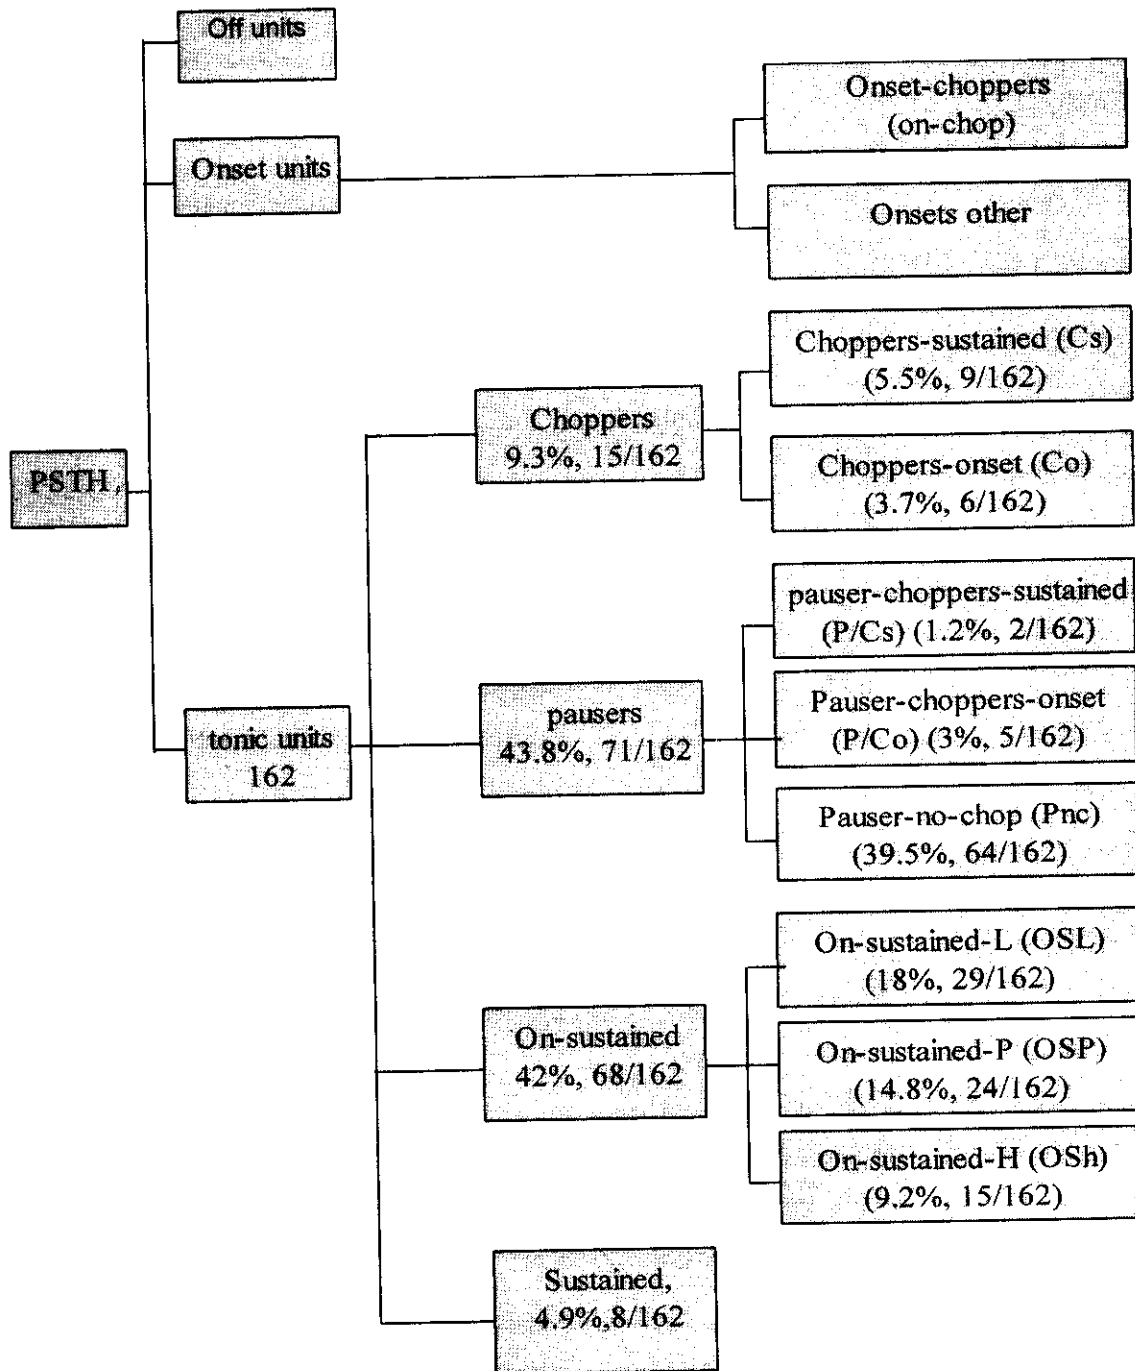 Off units
Onset units
Onset-choppers
(on-chop)
Onsets other
PSTH
tonic units
162
Choppers
9.3%, 15/162
Choppers-sustained (Cs)
(5.5%, 9/162)
Choppers-onset (Co)
(3.7%, 6/162)
pausers
43.8%, 71/162
pauser-choppers-sustained
(P/Cs) (1.2%, 2/162)
Pauser-choppers-onset
(P/Co) (3%, 5/162)
Pauser-no-chop (Pnc)
(39.5%, 64/162)
On-sustained
42%, 68/162
On-sustained-L (OSL)
(18%, 29/162)
On-sustained-P (OSP)
(14.8%, 24/162)
On-sustained-H (OSh)
(9.2%, 15/162)
Sustained,
4.9%,8/162